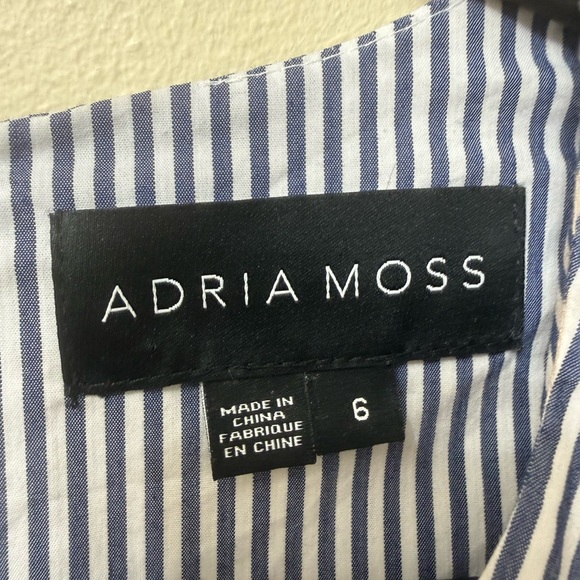 ADRIA MOSS
MADE IN
CHINA
FABRIQUE
EN CHINE
6